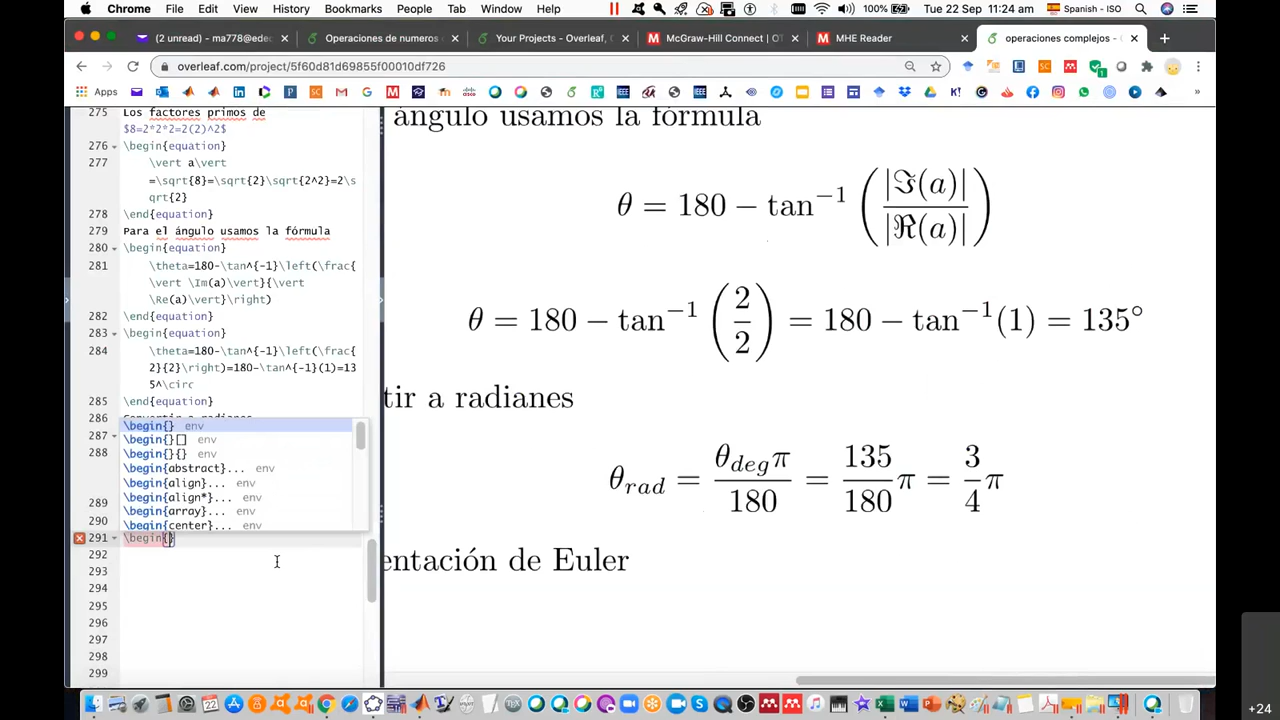 Chrome File Edit View History Bookmarks People Tab Window Help 100% Tue 22 Sep 11:24 am Spanish - ISO
(2 unread) - ma778@ede Operaciones de numeros Your Projects - Overleaf, McGraw-Hill Connect | OT MHE Reader operaciones complejos -
overleaf.com/project/5f60d81d69855f00010df726
Apps
275 Los factores primos de
$8=2*2*2=2(2)^2$
276 \begin{equation}
277 \vert a\vert
=\sqrt{8}=\sqrt{2}\sqrt{2^2}=2\s
qrt{2}
278 \end{equation}
279 Para el ángulo usamos la fórmula
280 \begin{equation}
281 \theta=180-\tan^{-1}\left(\frac{
\vert \Im(a)\vert}{\vert
\Re(a)\vert}\right)
282 \end{equation}
283 \begin{equation}
284 \theta=180-\tan^{-1}\left(\frac{
2}{2}\right)=180-\tan^{-1}(1)=13
5^\circ
285 \end{equation}
286 Convertir a radianes
287 \begin{} env
\begin{}[] env
288 \begin{}{} env
\begin{abstract}... env
\begin{align}... env
\begin{align*}... env
289 \begin{array}... env
290 \begin{center}... env
291 \begin{}
292
293
294
295
296
297
298
299
ángulo usamos la fórmula
θ = 180 − tan⁻¹ (|ℑ(a)| / |ℜ(a)|)
θ = 180 − tan⁻¹ (2/2) = 180 − tan⁻¹(1) = 135°
tir a radianes
θ_rad = θ_deg π / 180 = 135/180 π = 3/4 π
entación de Euler
+24